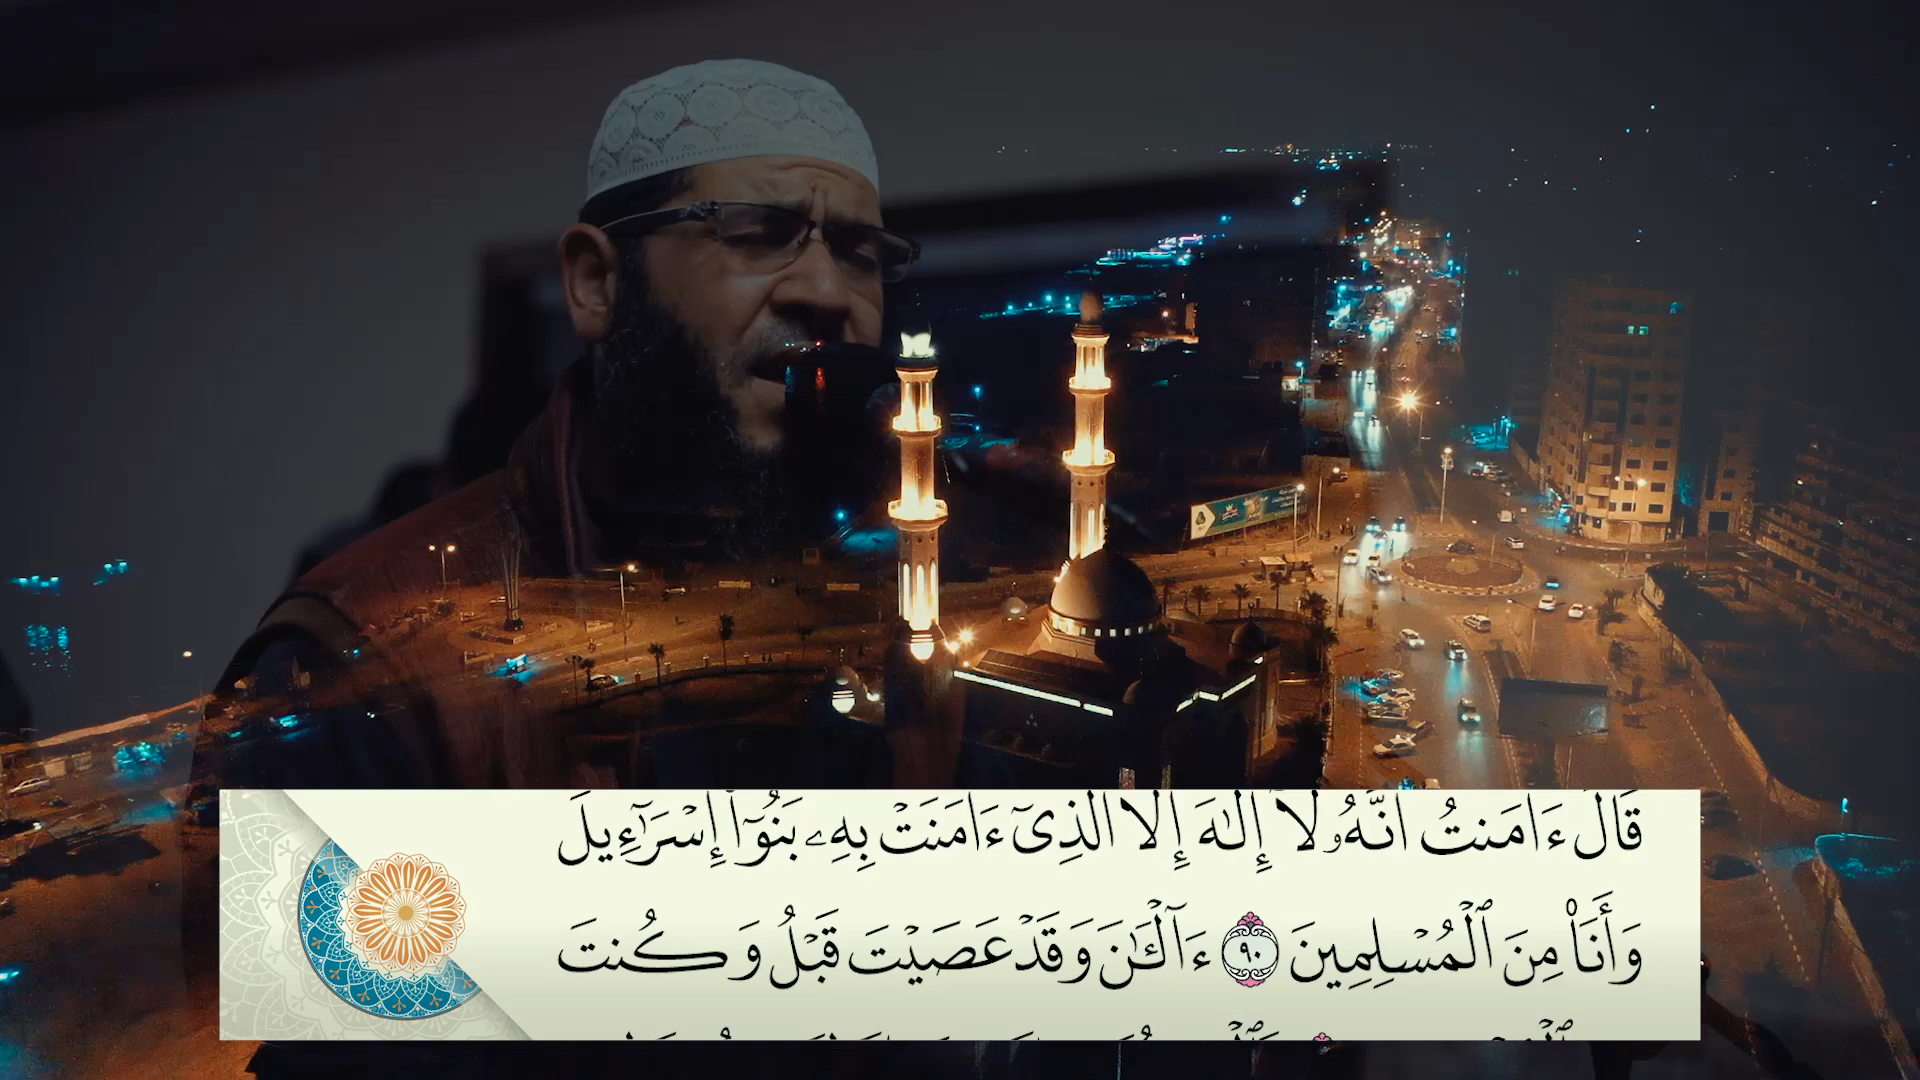 قَالَ ءَامَنتُ أَنَّهُۥ لَآ إِلَٰهَ إِلَّا ٱلَّذِىٓ ءَامَنَتْ بِهِۦ بَنُوٓا۟ إِسْرَٰٓءِيلَ
وَأَنَا۠ مِنَ ٱلْمُسْلِمِينَ ٩٠ ءَآلْـَٰٔنَ وَقَدْ عَصَيْتَ قَبْلُ وَكُنتَ